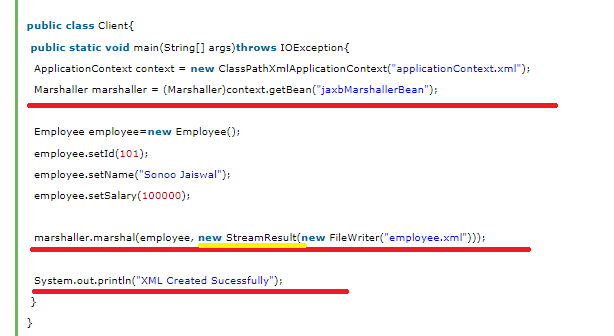 public class Client{
public static void main(String[] args)throws IOException{
ApplicationContext context = new ClassPathXmlApplicationContext("applicationContext.xml");
Marshaller marshaller = (Marshaller)context.getBean("jaxbMarshallerBean");
Employee employee=new Employee();
employee.setId(101);
employee.setName("Sonoo Jaiswal");
employee.setSalary(100000);
marshaller.marshal(employee, new StreamResult(new FileWriter("employee.xml")));
System.out.println("XML Created Sucessfully");
}
}